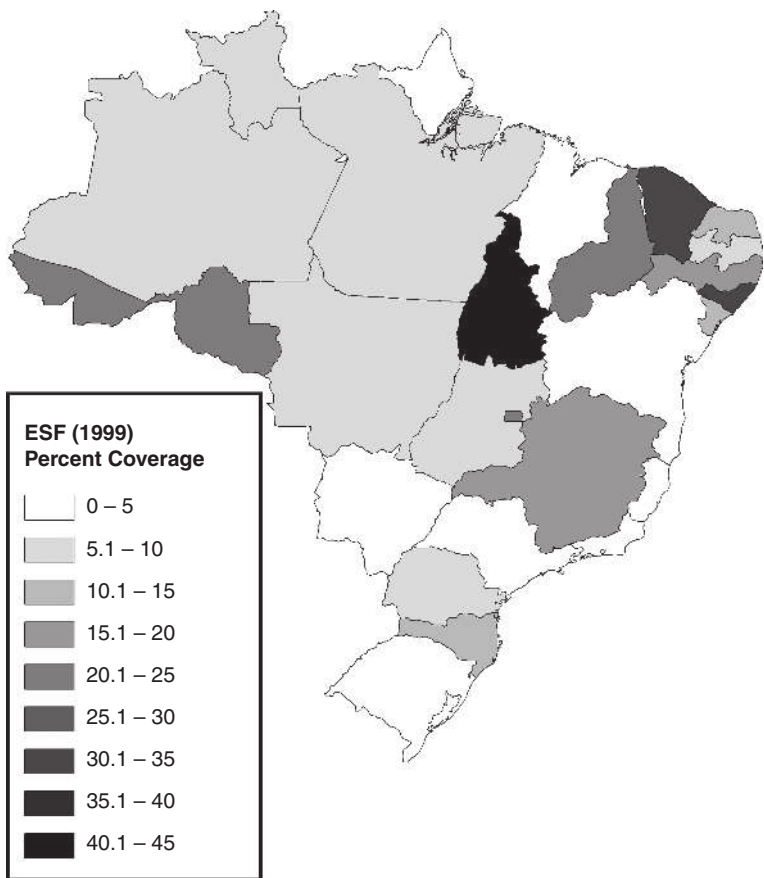 ESF (1999)
Percent Coverage
0 – 5
5.1 – 10
10.1 – 15
15.1 – 20
20.1 – 25
25.1 – 30
30.1 – 35
35.1 – 40
40.1 – 45